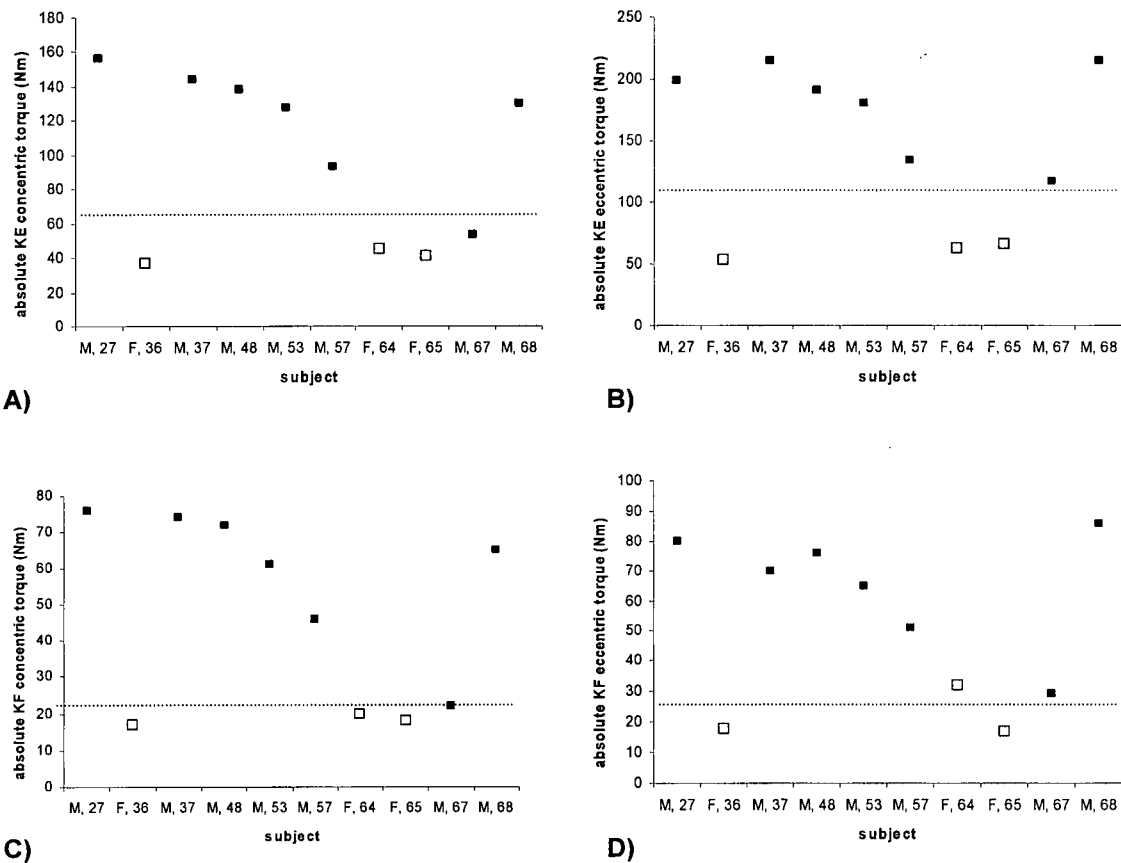 absolute KE concentric torque (Nm)
180
160
140
120
100
80
60
40
20
0
M, 27 F, 36 M, 37 M, 48 M, 53 M, 57 F, 64 F, 65 M, 67 M, 68
subject
A)
absolute KE eccentric torque (Nm)
250
200
150
100
50
0
M, 27 F, 36 M, 37 M, 48 M, 53 M, 57 F, 64 F, 65 M, 67 M, 68
subject
B)
absolute KF concentric torque (Nm)
80
70
60
50
40
30
20
10
0
M, 27 F, 36 M, 37 M, 48 M, 53 M, 57 F, 64 F, 65 M, 67 M, 68
subject
C)
absolute KF eccentric torque (Nm)
100
90
80
70
60
50
40
30
20
10
0
M, 27 F, 36 M, 37 M, 48 M, 53 M, 57 F, 64 F, 65 M, 67 M, 68
subject
D)